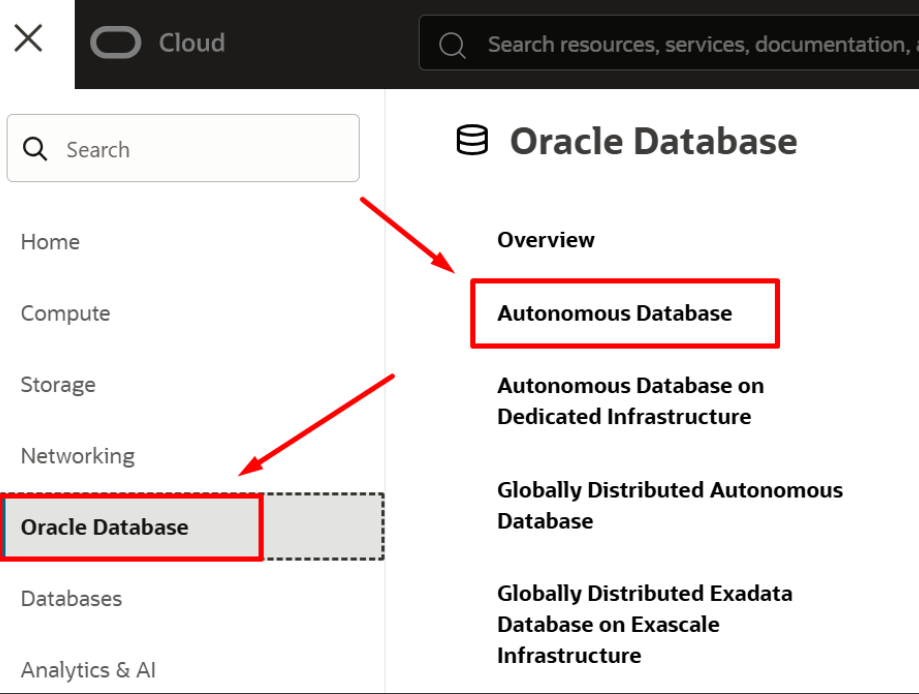 Cloud
Search resources, services, documentation,
Search
Home
Compute
Storage
Networking
Oracle Database
Databases
Analytics & AI
Oracle Database
Overview
Autonomous Database
Autonomous Database on
Dedicated Infrastructure
Globally Distributed Autonomous
Database
Globally Distributed Exadata
Database on Exascale
Infrastructure